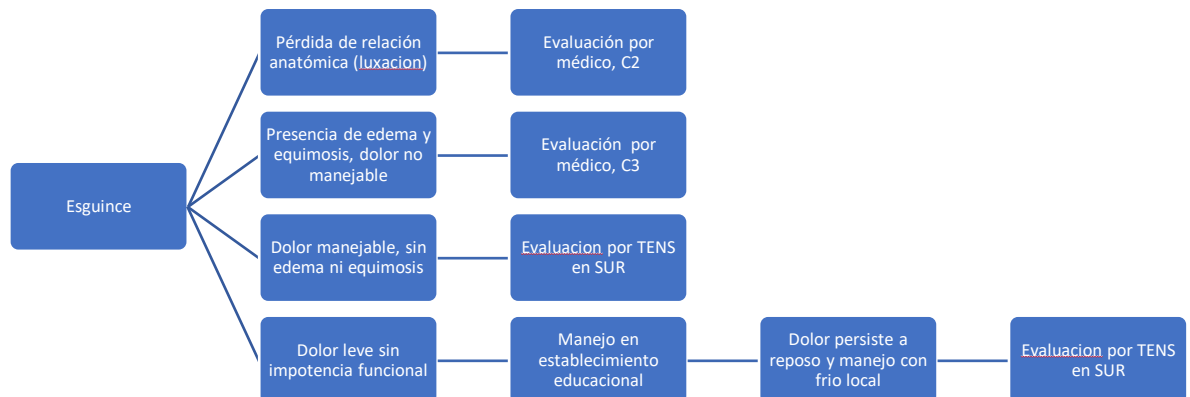 Pérdida de relación
anatómica (luxacion)
Evaluación por
médico, C2
Presencia de edema y
equimosis, dolor no
manejable
Evaluación por
médico, C3
Esguince
Dolor manejable, sin
edema ni equimosis
Evaluacion por TENS
en SUR
Dolor leve sin
impotencia funcional
Manejo en
establecimiento
educacional
Dolor persiste a
reposo y manejo con
frio local
Evaluacion por TENS
en SUR